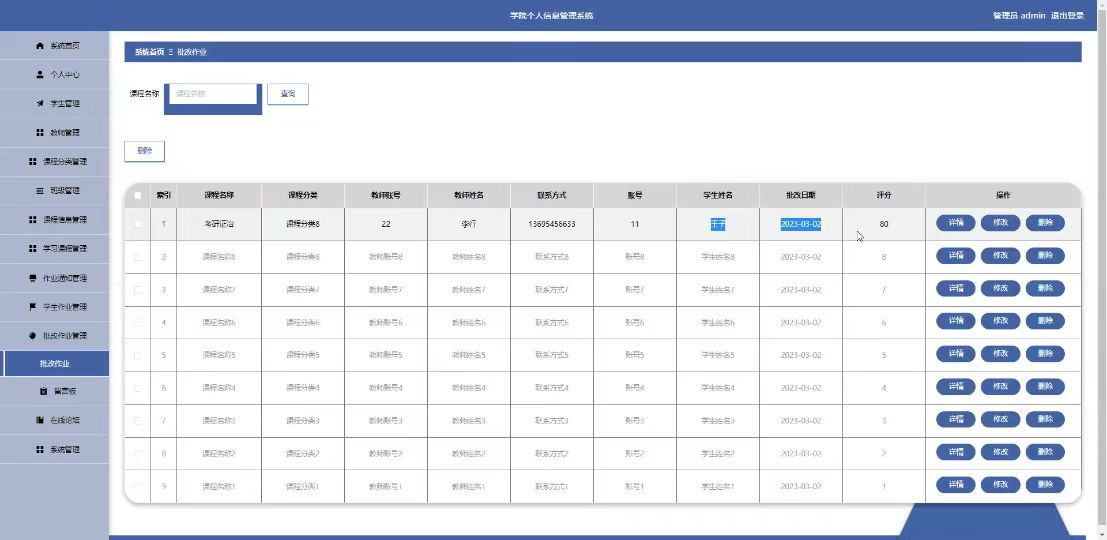 学院个人信息管理系统
管理员 admin 退出登录
系统首页
个人中心
学生管理
教师管理
课程分类管理
班级管理
课程信息管理
学习课程管理
作业通知管理
学生作业管理
批改作业管理
批改作业
留言板
在线论坛
系统管理
系统首页 Ξ 批改作业
课程名称 课程名称 查询
删除
索引 课程名称 课程分类 教师账号 教师姓名 联系方式 账号 学生姓名 批改日期 评分 操作
1 考研政治 课程分类8 22 李行 13695456633 11 2023-03-02 80 详情 修改 删除
2 课程名称8 课程分类8 教师账号8 教师姓名8 联系方式8 账号8 学生姓名8 2023-03-02 8 详情 修改 删除
3 课程名称7 课程分类7 教师账号7 教师姓名7 联系方式7 账号7 学生姓名7 2023-03-02 7 详情 修改 删除
4 课程名称6 课程分类6 教师账号6 教师姓名6 联系方式6 账号6 学生姓名6 2023-03-02 6 详情 修改 删除
5 课程名称5 课程分类5 教师账号5 教师姓名5 联系方式5 账号5 学生姓名5 2023-03-02 5 详情 修改 删除
6 课程名称4 课程分类4 教师账号4 教师姓名4 联系方式4 账号4 学生姓名4 2023-03-02 4 详情 修改 删除
7 课程名称3 课程分类3 教师账号3 教师姓名3 联系方式3 账号3 学生姓名3 2023-03-02 3 详情 修改 删除
8 课程名称2 课程分类2 教师账号2 教师姓名2 联系方式2 账号2 学生姓名2 2023-03-02 2 详情 修改 删除
9 课程名称1 课程分类1 教师账号1 教师姓名1 联系方式1 账号1 学生姓名1 2023-03-02 1 详情 修改 删除